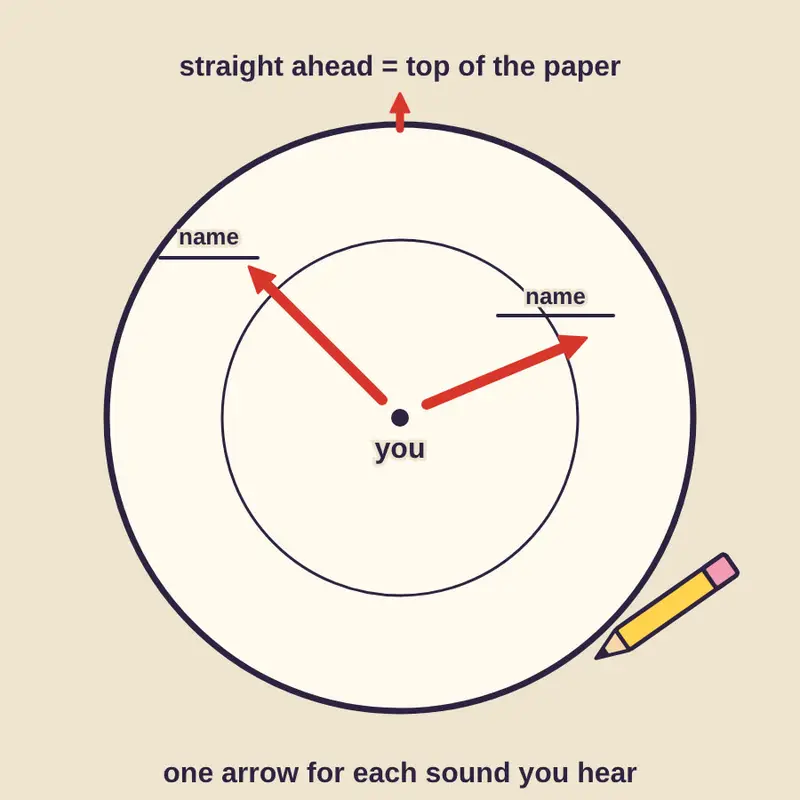 straight ahead = top of the paper
name
name
you
one arrow for each sound you hear